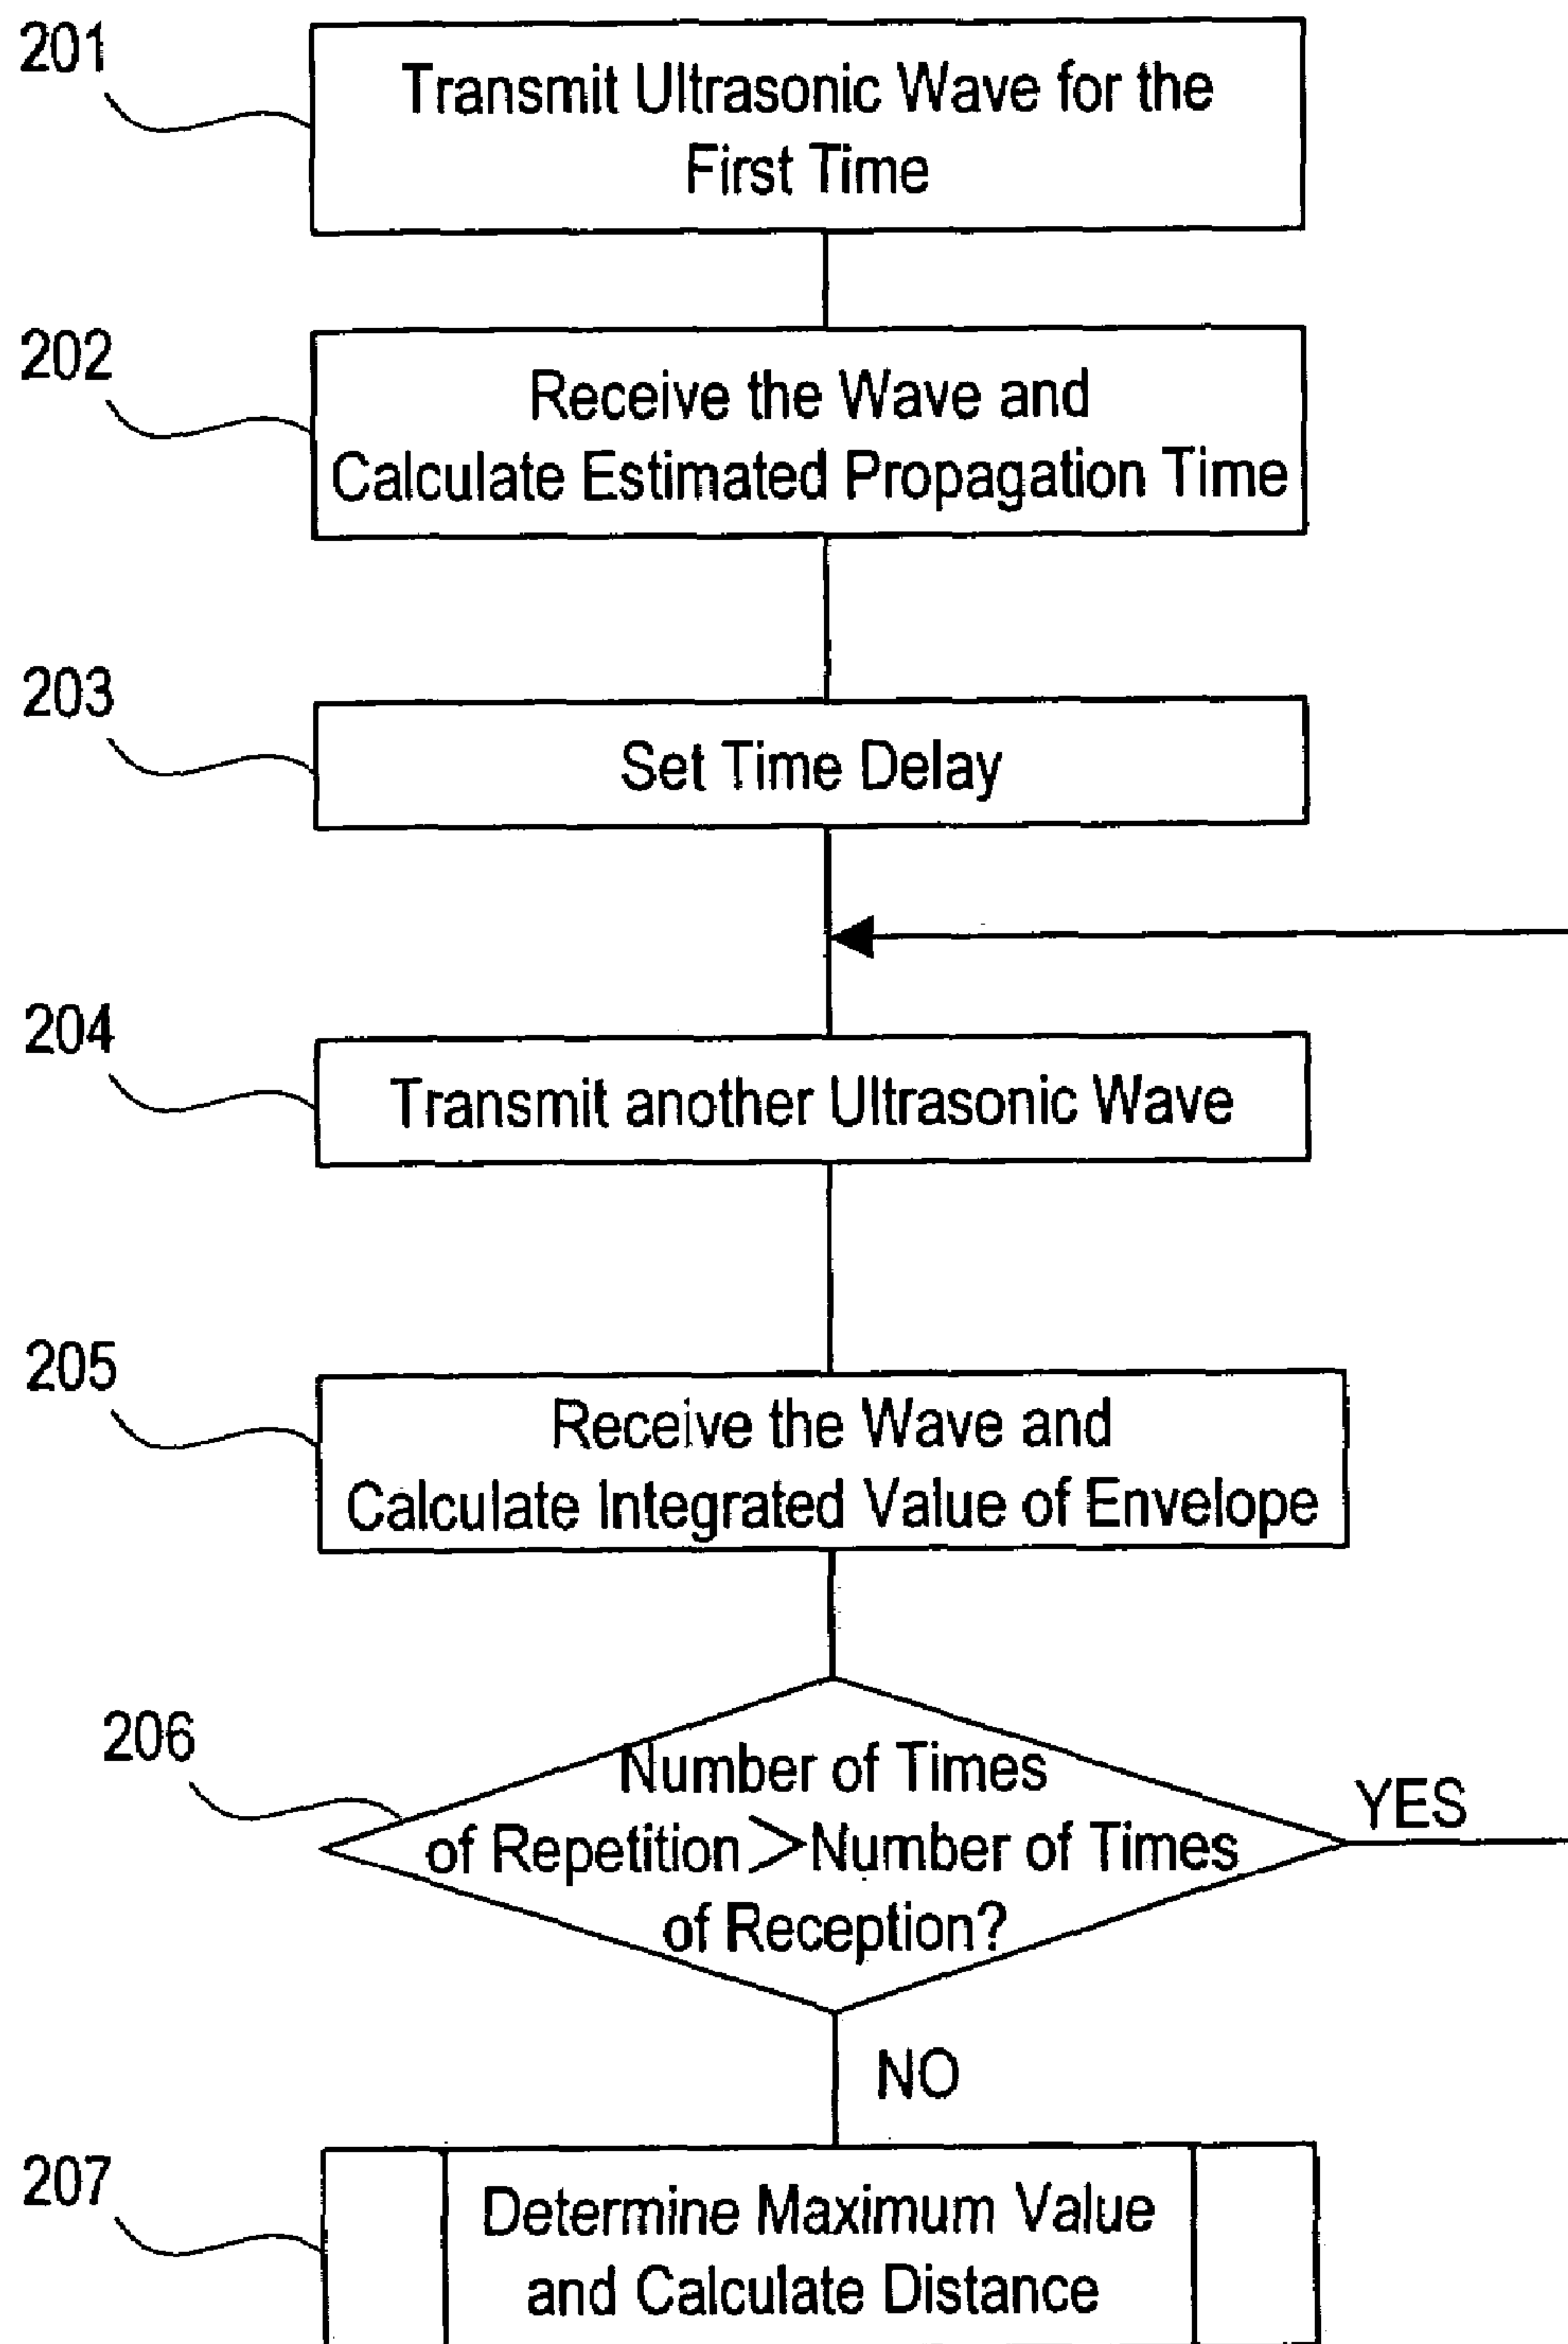 201
Transmit Ultrasonic Wave for the
First Time
202
Receive the Wave and
Calculate Estimated Propagation Time
203
Set Time Delay
204
Transmit another Ultrasonic Wave
205
Receive the Wave and
Calculate Integrated Value of Envelope
206
Number of Times
of Repetition>Number of Times
of Reception?
YES
NO
207
Determine Maximum Value
and Calculate Distance